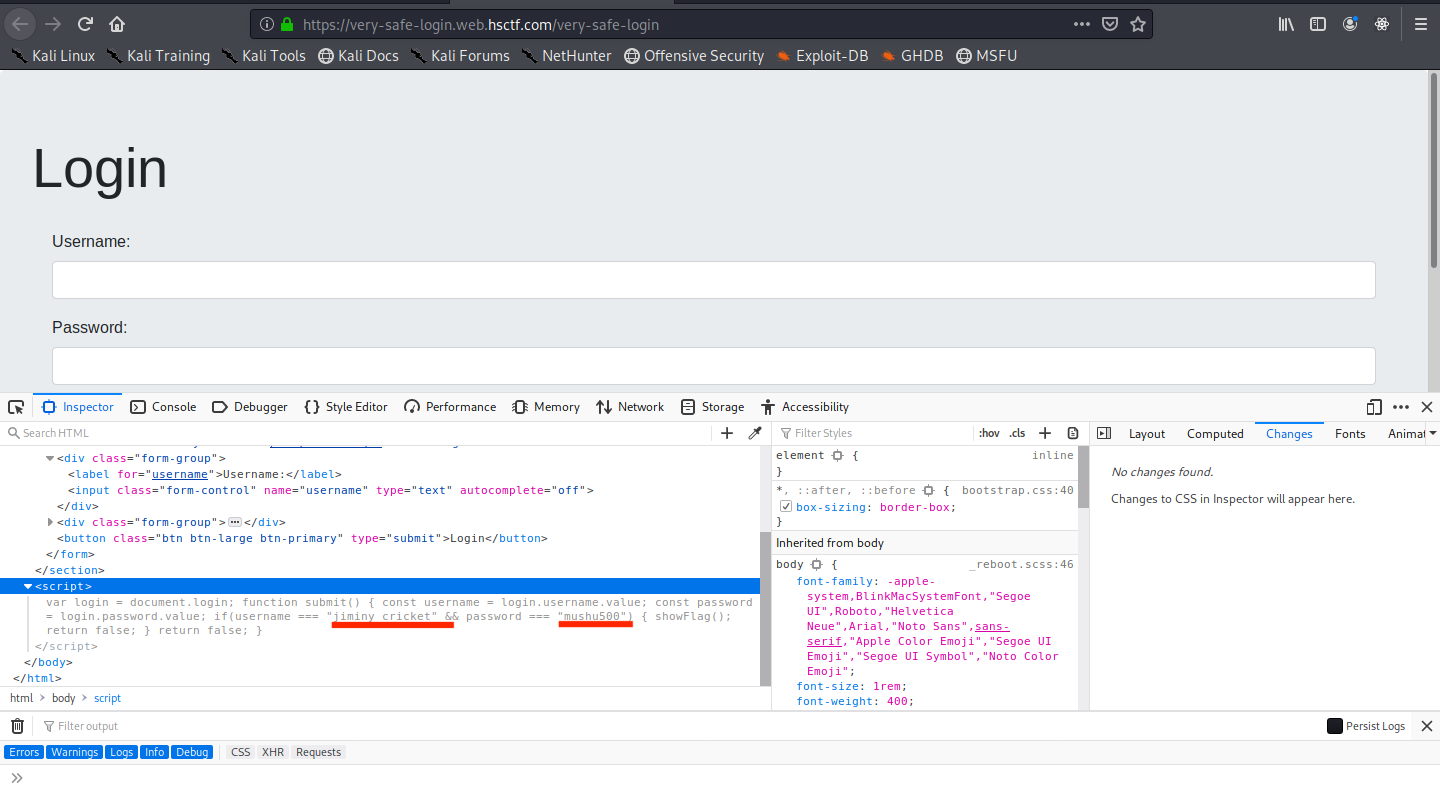 https://very-safe-login.web.hsctf.com/very-safe-login
Kali Linux Kali Training Kali Tools Kali Docs Kali Forums NetHunter Offensive Security Exploit-DB GHDB MSFU
Login
Username:
Password:
Inspector Console Debugger Style Editor Performance Memory Network Storage Accessibility
Search HTML
<div class="form-group">
<label for="username">Username:</label>
<input class="form-control" name="username" type="text" autocomplete="off">
</div>
<div class="form-group"></div>
<button class="btn btn-large btn-primary" type="submit">Login</button>
</form>
</section>
<script>
var login = document.login; function submit() { const username = login.username.value; const password
= login.password.value; if(username === "jiminy_cricket" && password === "mushu500") { showFlag();
return false; } return false; }
</script>
</body>
</html>
html body script
Filter Styles :hov .cls
element { inline
}
*, ::after, ::before { bootstrap.css:40
box-sizing: border-box;
}
Inherited from body
body { _reboot.scss:46
font-family: -apple-
system,BlinkMacSystemFont,"Segoe
UI",Roboto,"Helvetica
Neue",Arial,"Noto Sans",sans-
serif,"Apple Color Emoji","Segoe UI
Emoji","Segoe UI Symbol","Noto Color
Emoji";
font-size: 1rem;
font-weight: 400;
Layout Computed Changes Fonts Animat
No changes found.
Changes to CSS in Inspector will appear here.
Filter output Persist Logs
Errors Warnings Logs Info Debug CSS XHR Requests